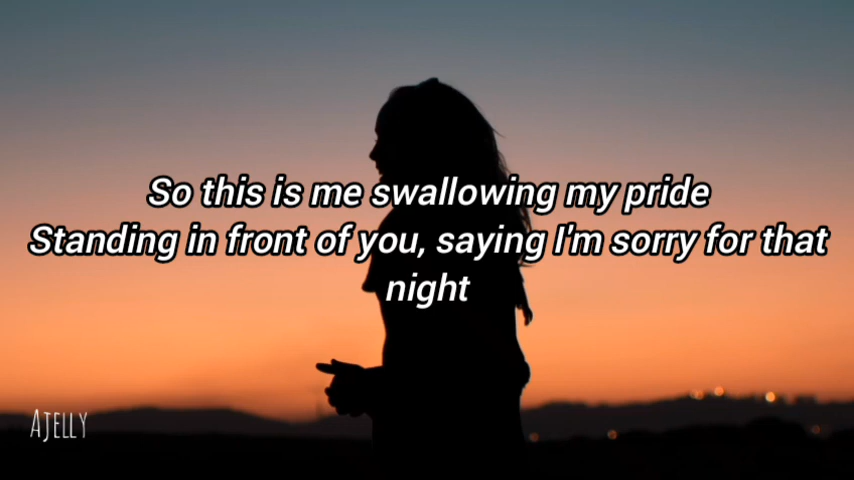 So this is me swallowing my pride
Standing in front of you, saying I'm sorry for that
night
AJELLY